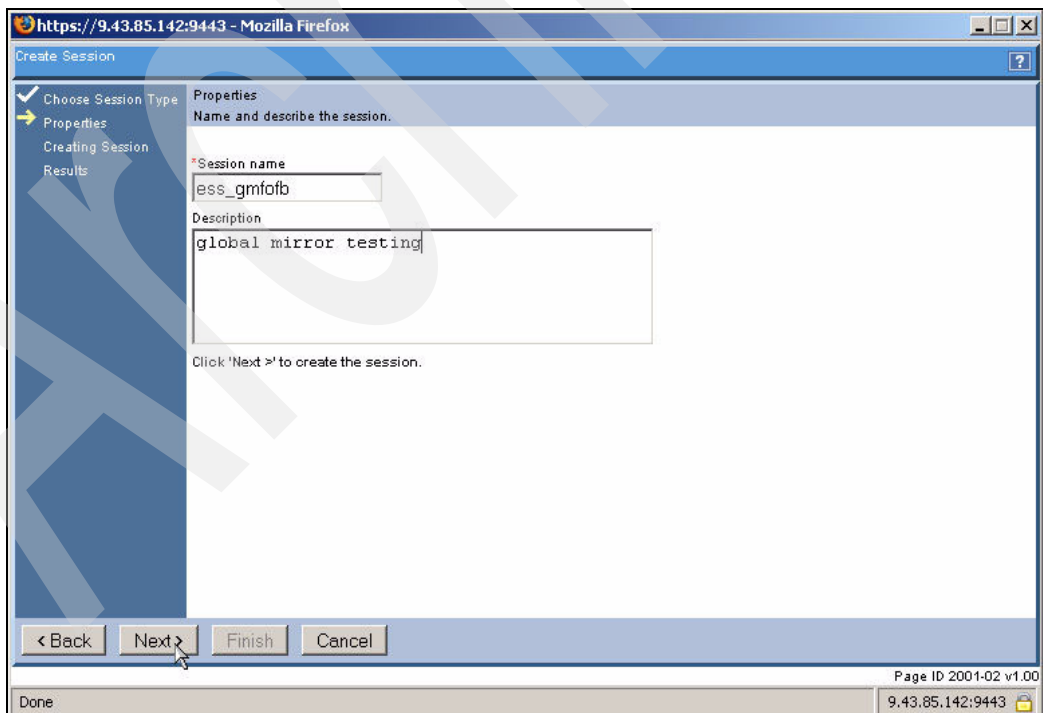 https://9.43.85.142:9443 - Mozilla Firefox
Create Session
?
Choose Session Type
Properties
Creating Session
Results
Properties
Name and describe the session.
*Session name
ess_gmfofb
Description
global mirror testing
Click 'Next >' to create the session.
< Back Next > Finish Cancel
Page ID 2001-02 v1.00
Done 9.43.85.142:9443